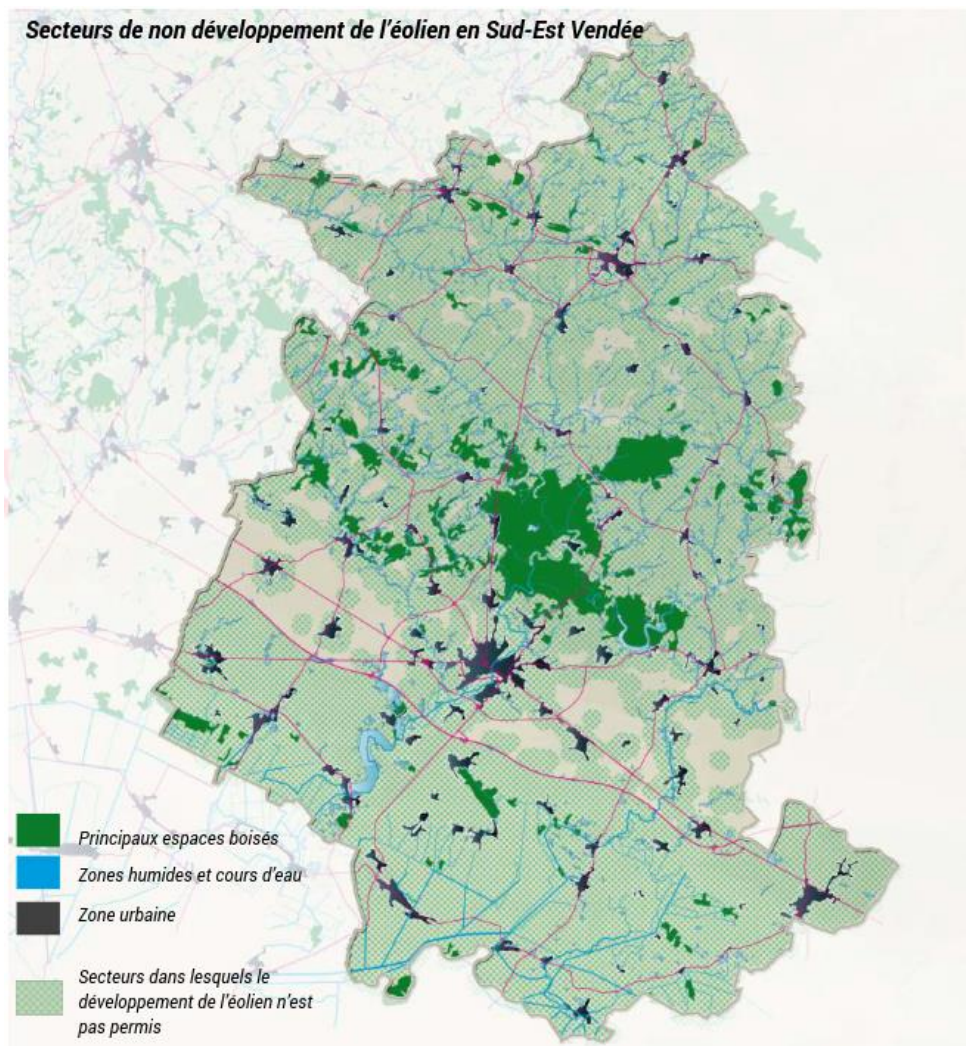 Secteurs de non développement de l'éolien en Sud-Est Vendée
Principaux espaces boisés
Zones humides et cours d'eau
Zone urbaine
Secteurs dans lesquels le
développement de l'éolien n'est
pas permis